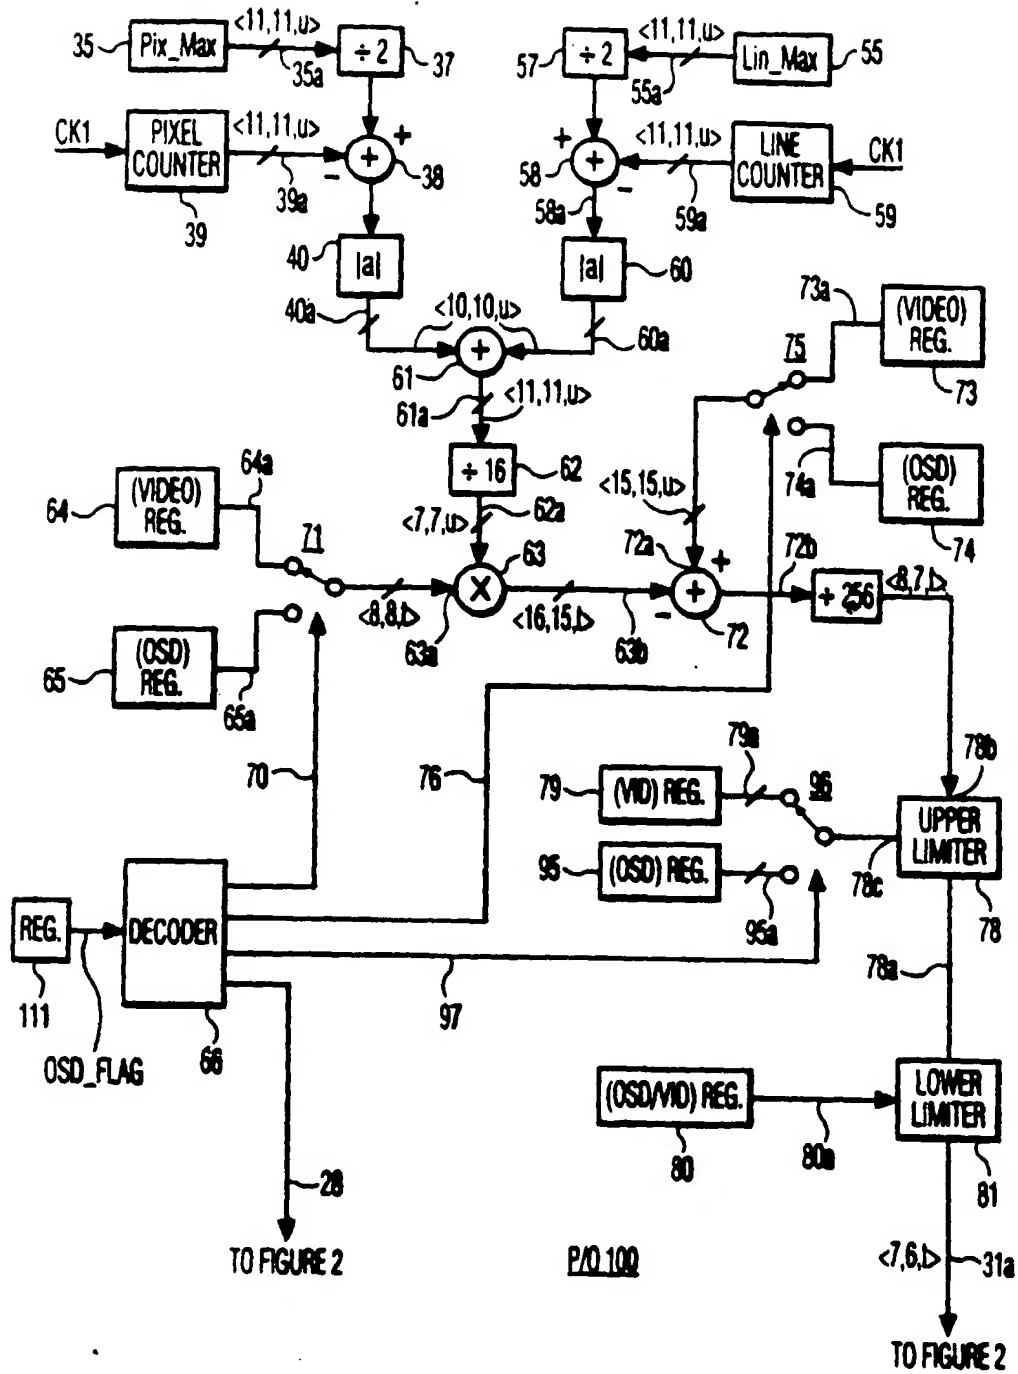 <11,11,u>
35
Pix_Max
35a
÷ 2
37
57
÷ 2
<11,11,u>
55a
Lin_Max
55
CK1
PIXEL
COUNTER
39
<11,11,u>
39a
+
-
+
38
+
58
+
-
58a
<11,11,u>
59a
LINE
COUNTER
59
CK1
40
|a|
40a
|a|
60
60a
<10,10,u>
+
61
61a
<11,11,u>
÷ 16
62
<7,7,u>
62a
73a
(VIDEO)
REG.
73
75
74a
(OSD)
REG.
74
64
(VIDEO)
REG.
64a
71
65
(OSD)
REG.
65a
<8,8,t>
63a
X
63
<16,15,t>
63b
<15,15,u>
72a
+
-
+
72
72b
÷ 256
<8,7,t>
70
76
79
(VID) REG.
79a
96
95
(OSD) REG.
95a
78b
UPPER
LIMITER
78c
78
78a
REG.
111
OSD_FLAG
DECODER
66
97
28
TO FIGURE 2
(OSD/VID) REG.
80
80a
LOWER
LIMITER
81
P/O 100
<7,6,t>
31a
TO FIGURE 2